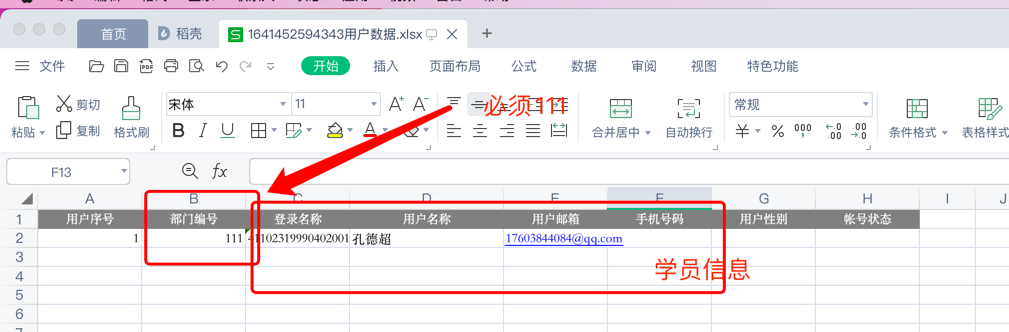 首页 稻壳 S 1641452594343用户数据.xlsx +
文件 开始 插入 页面布局 公式 数据 审阅 视图 特色功能
粘贴 剪切 复制 格式刷 宋体 11 A+ A- 必须111 合并居中 自动换行 常规 条件格式 表格样式
B I U A ¥ % 000 ←.0 .00 .00 →.0
F13 fx
A B C D E F G H I J
1 用户序号 部门编号 登录名称 用户名称 用户邮箱 手机号码 用户性别 帐号状态
2 1 111 41102319990402001 孔德超 17603844084@qq.com
3
4 学员信息
5
6